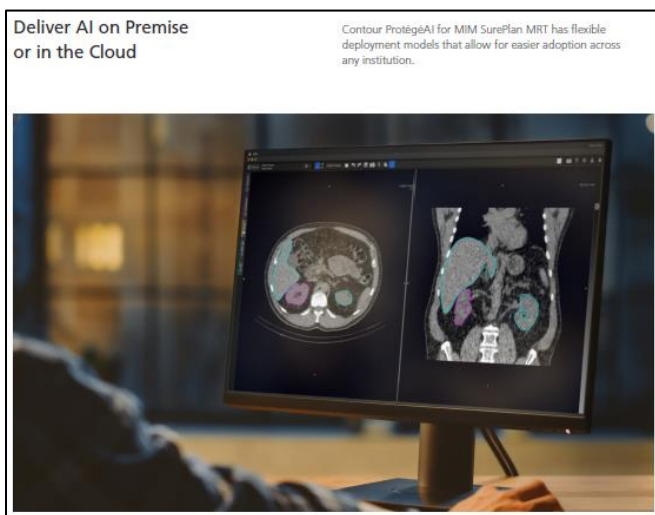 Deliver AI on Premise
or in the Cloud
Contour ProtégéAI for MIM SurePlan MRT has flexible
deployment models that allow for easier adoption across
any institution.